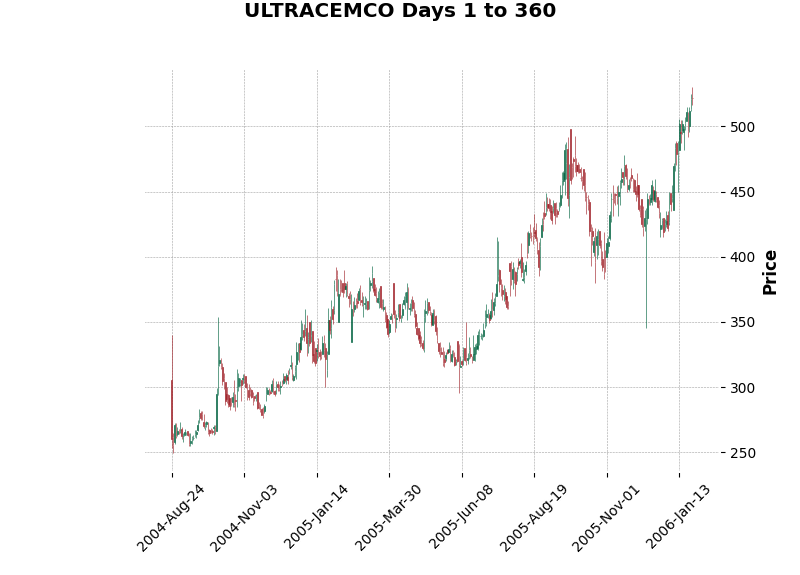 ULTRACEMCO Days 1 to 360
500
450
400
350
300
250
Price
2004-Aug-24
2004-Nov-03
2005-Jan-14
2005-Mar-30
2005-Jun-08
2005-Aug-19
2005-Nov-01
2006-Jan-13